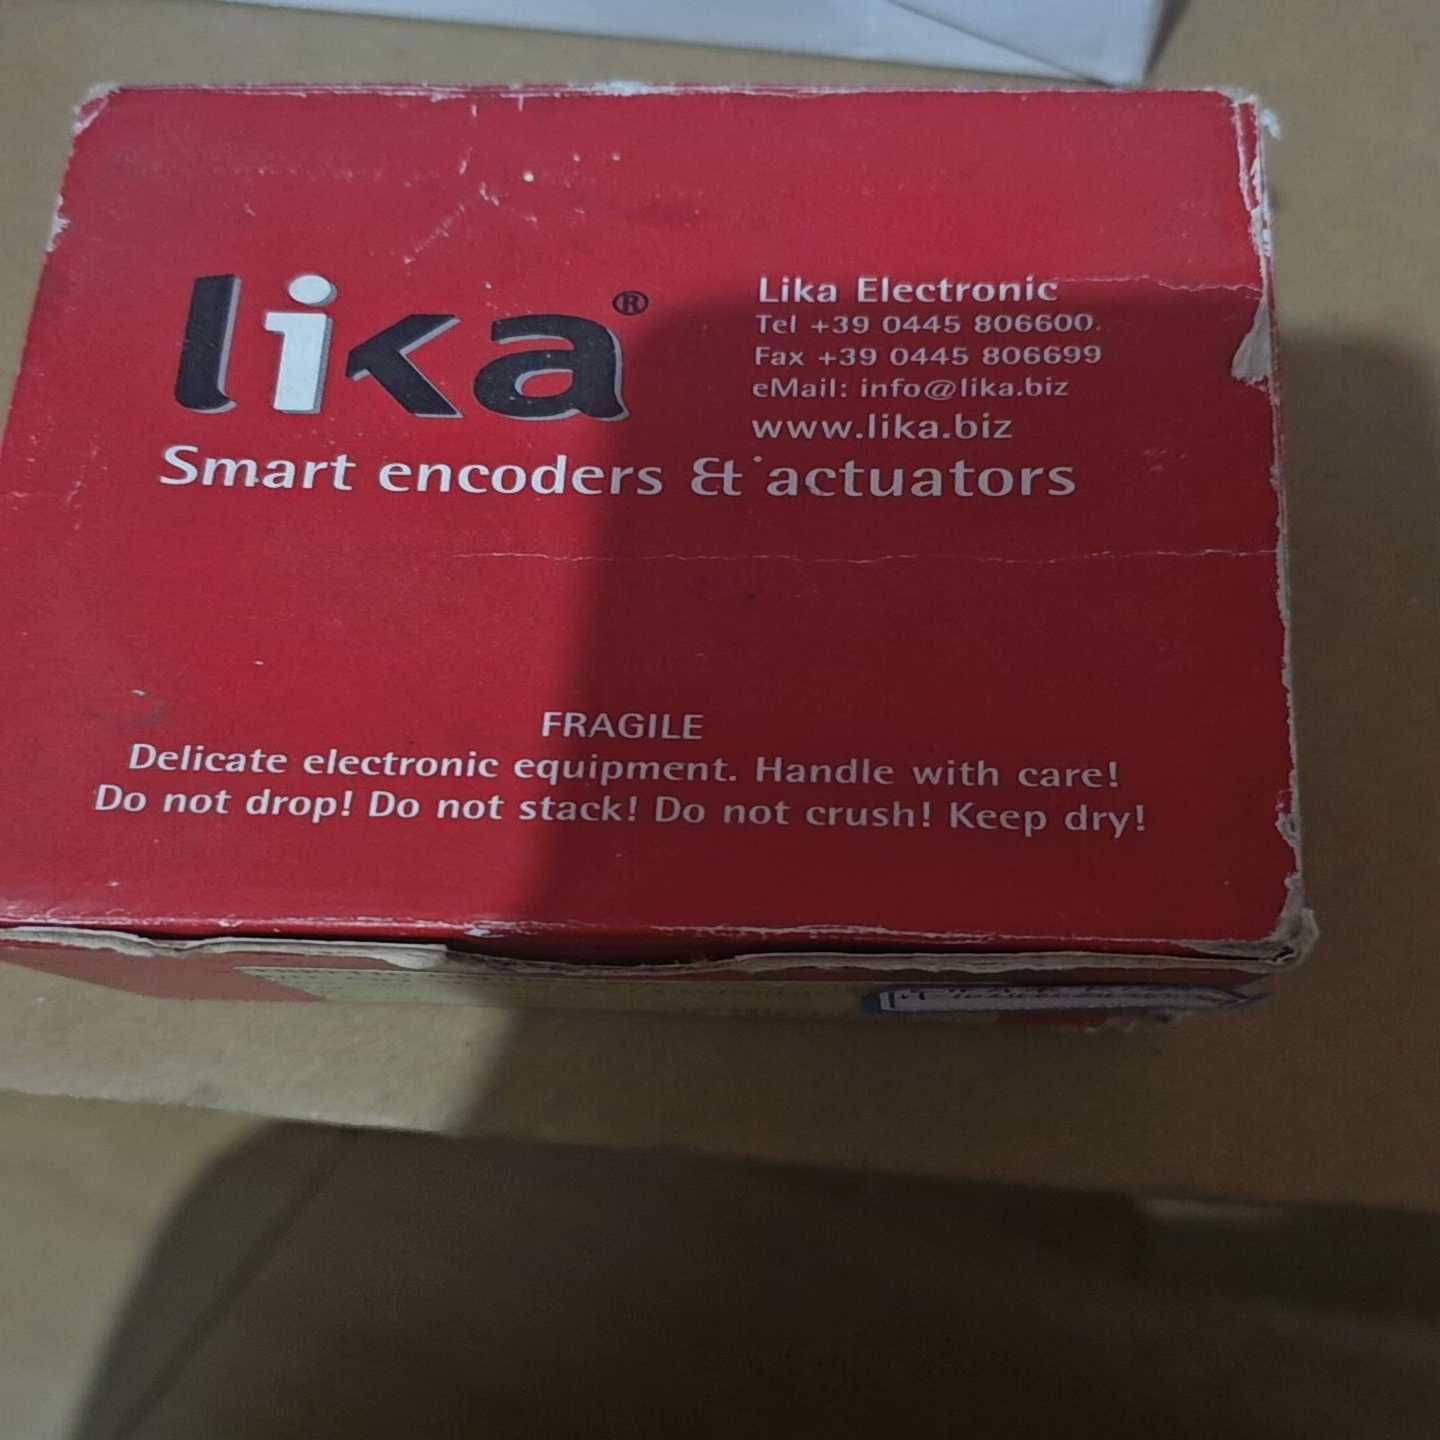 lika®
Lika Electronic
Tel +39 0445 806600
Fax +39 0445 806699
eMail: info@lika.biz
www.lika.biz
Smart encoders & actuators
FRAGILE
Delicate electronic equipment. Handle with care!
Do not drop! Do not stack! Do not crush! Keep dry!